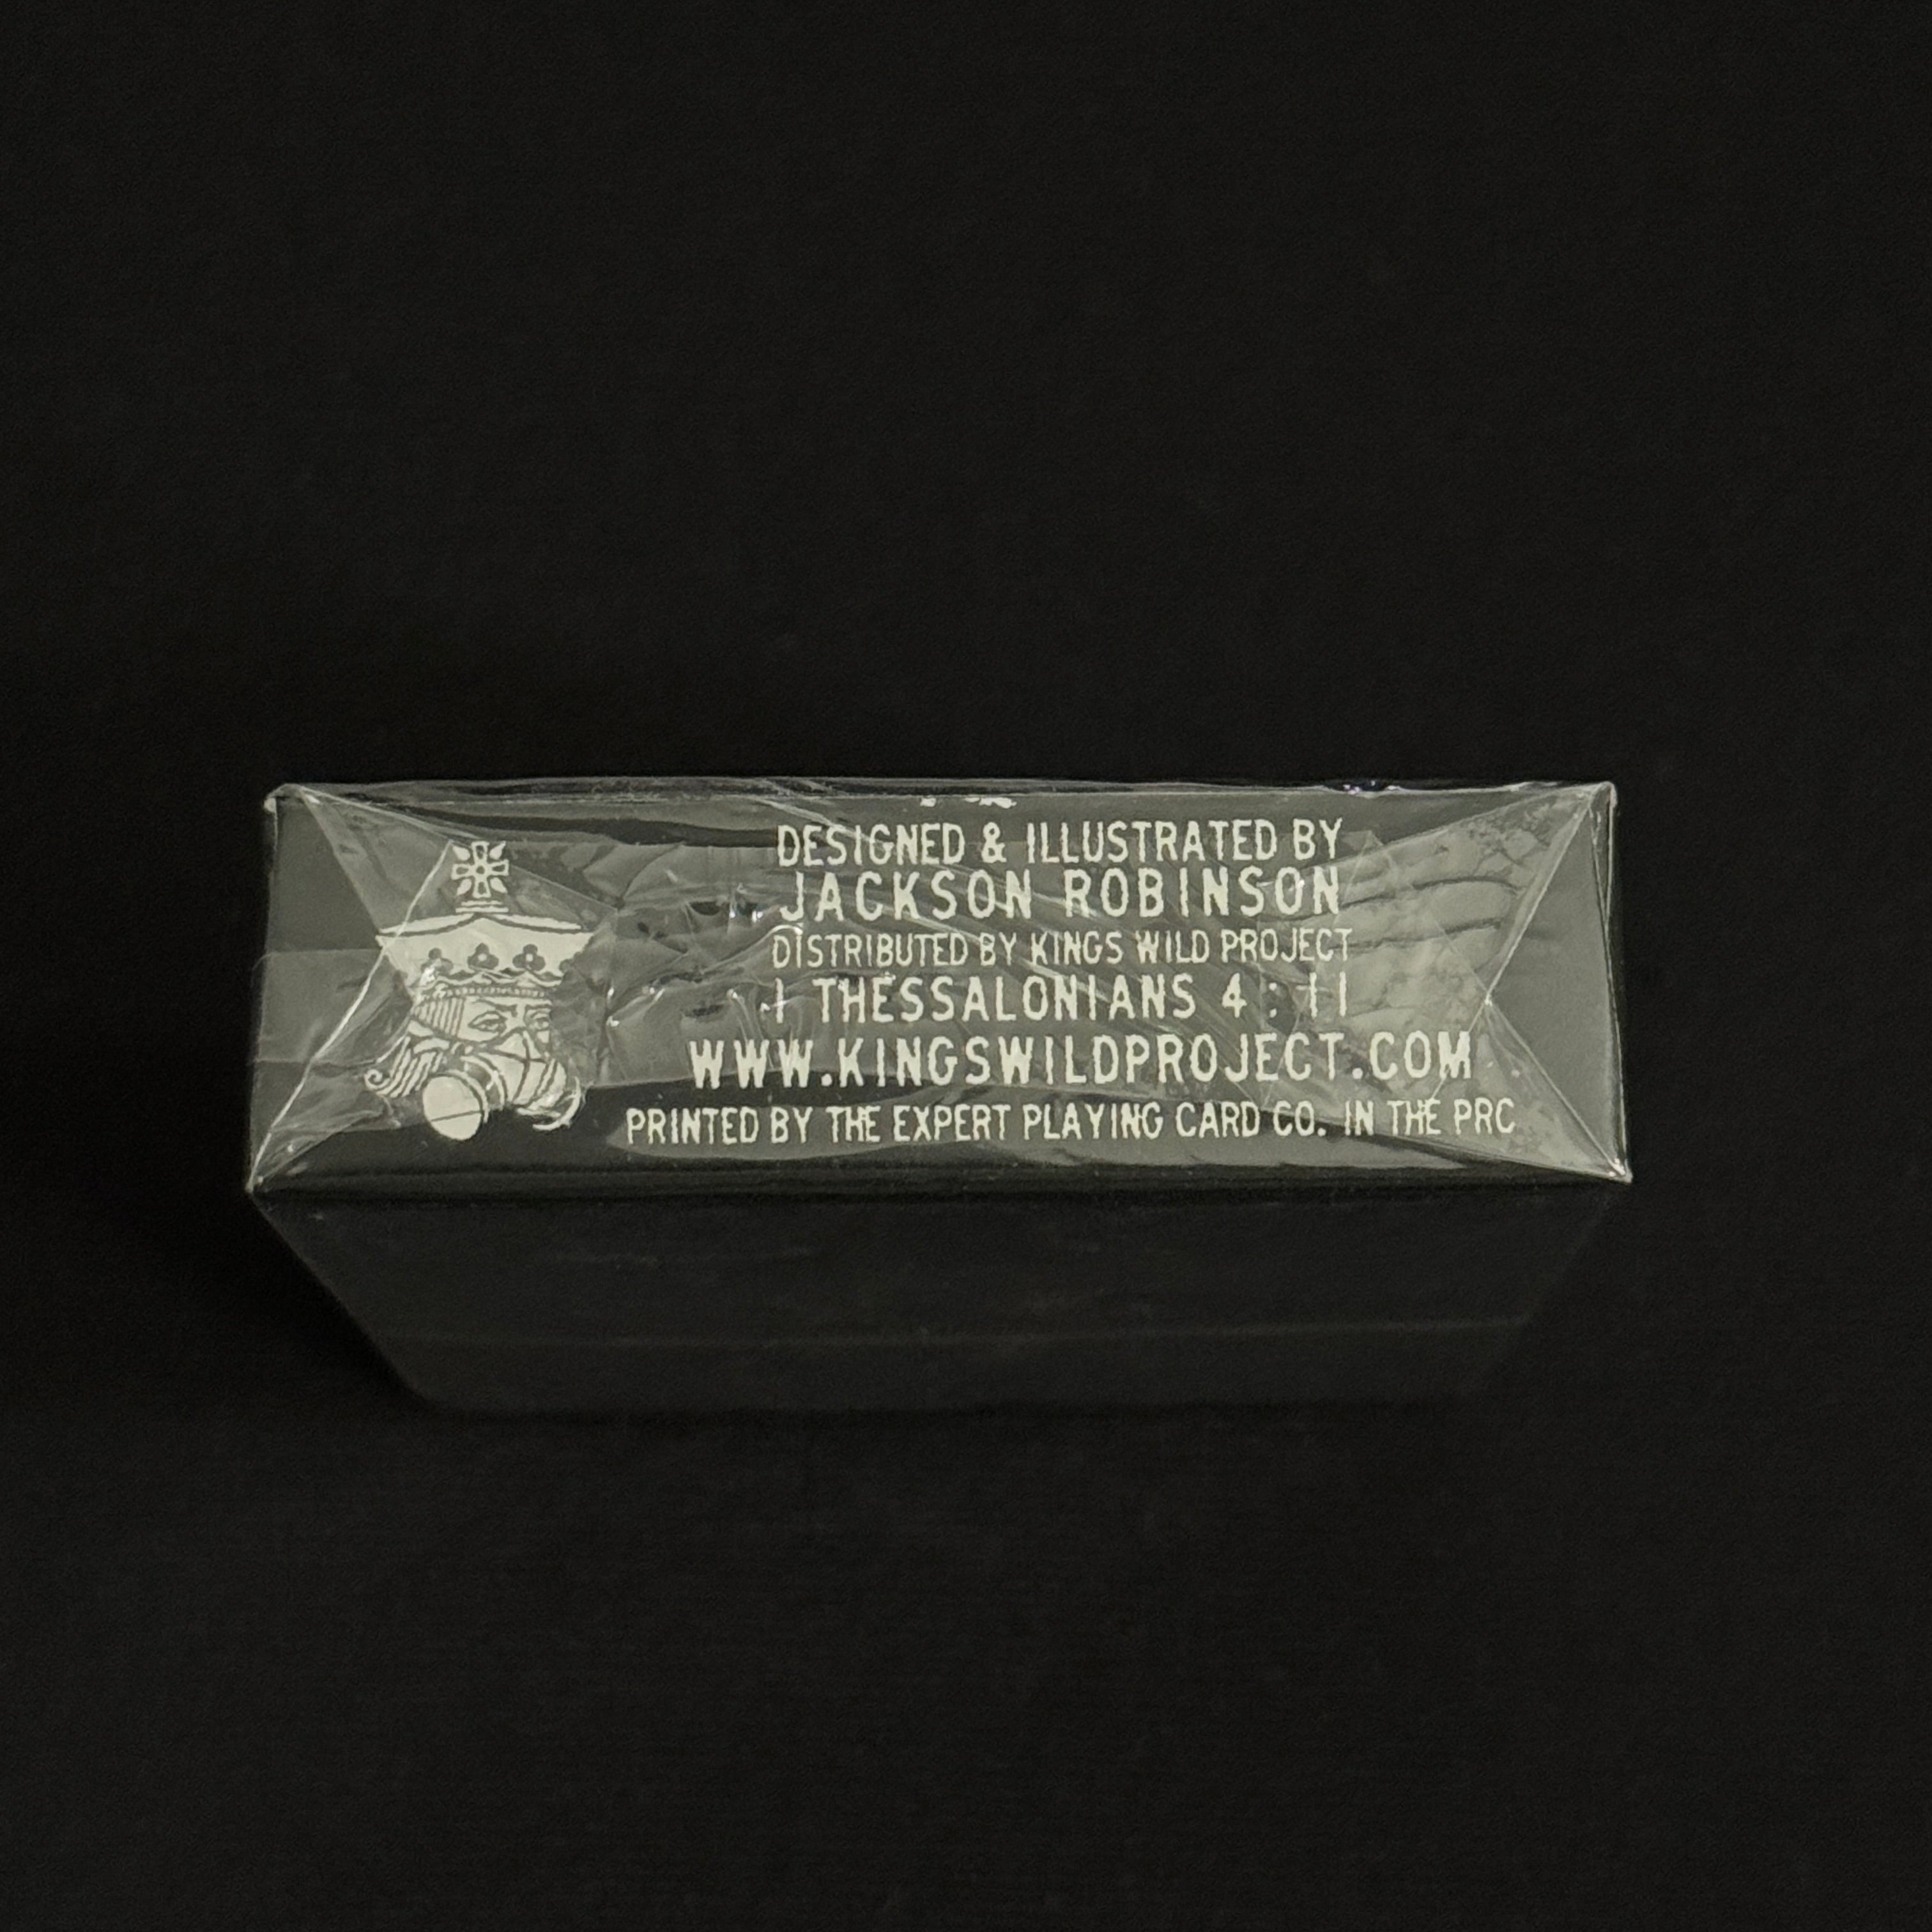 DESIGNED & ILLUSTRATED BY
JACKSON ROBINSON
DISTRIBUTED BY KINGS WILD PROJECT
1 THESSALONIANS 4 : 11
WWW.KINGSWILDPROJECT.COM
PRINTED BY THE EXPERT PLAYING CARD CO. IN THE PRC